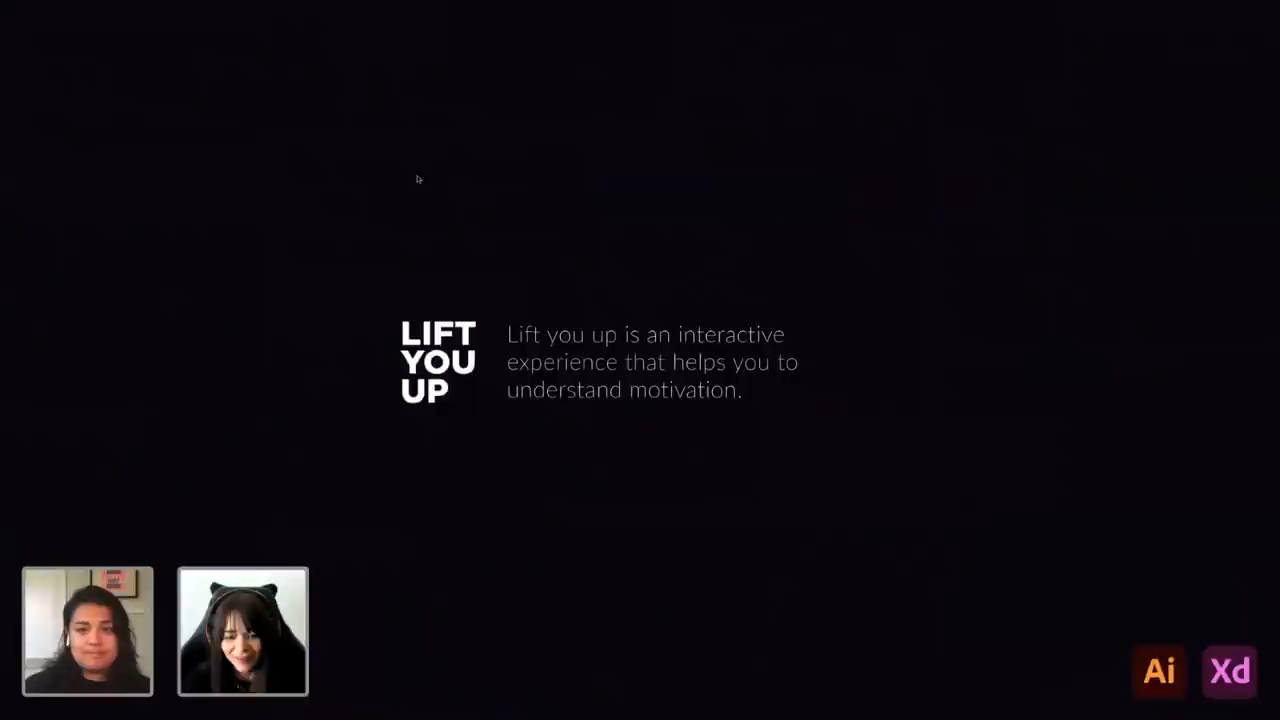 LIFT
YOU
UP
Lift you up is an interactive
experience that helps you to
understand motivation.
Ai
Xd